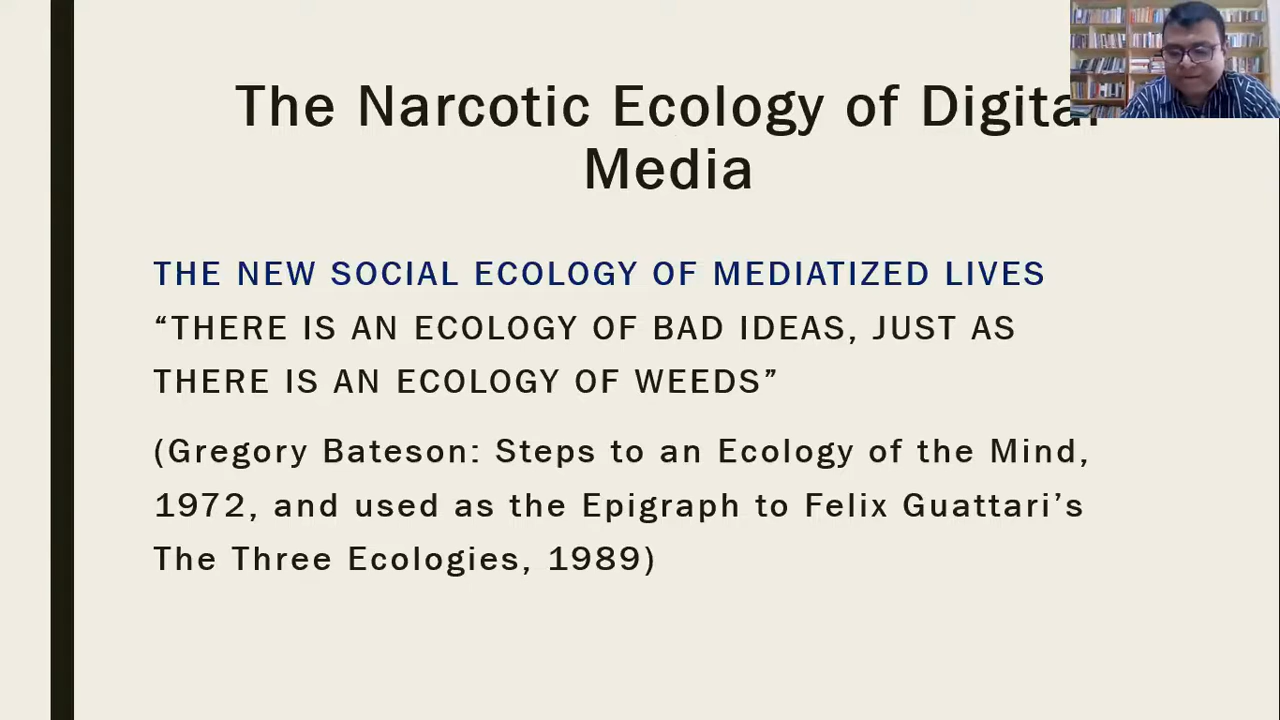 The Narcotic Ecology of Digital
Media
THE NEW SOCIAL ECOLOGY OF MEDIATIZED LIVES
“THERE IS AN ECOLOGY OF BAD IDEAS, JUST AS
THERE IS AN ECOLOGY OF WEEDS”
(Gregory Bateson: Steps to an Ecology of the Mind,
1972, and used as the Epigraph to Felix Guattari’s
The Three Ecologies, 1989)